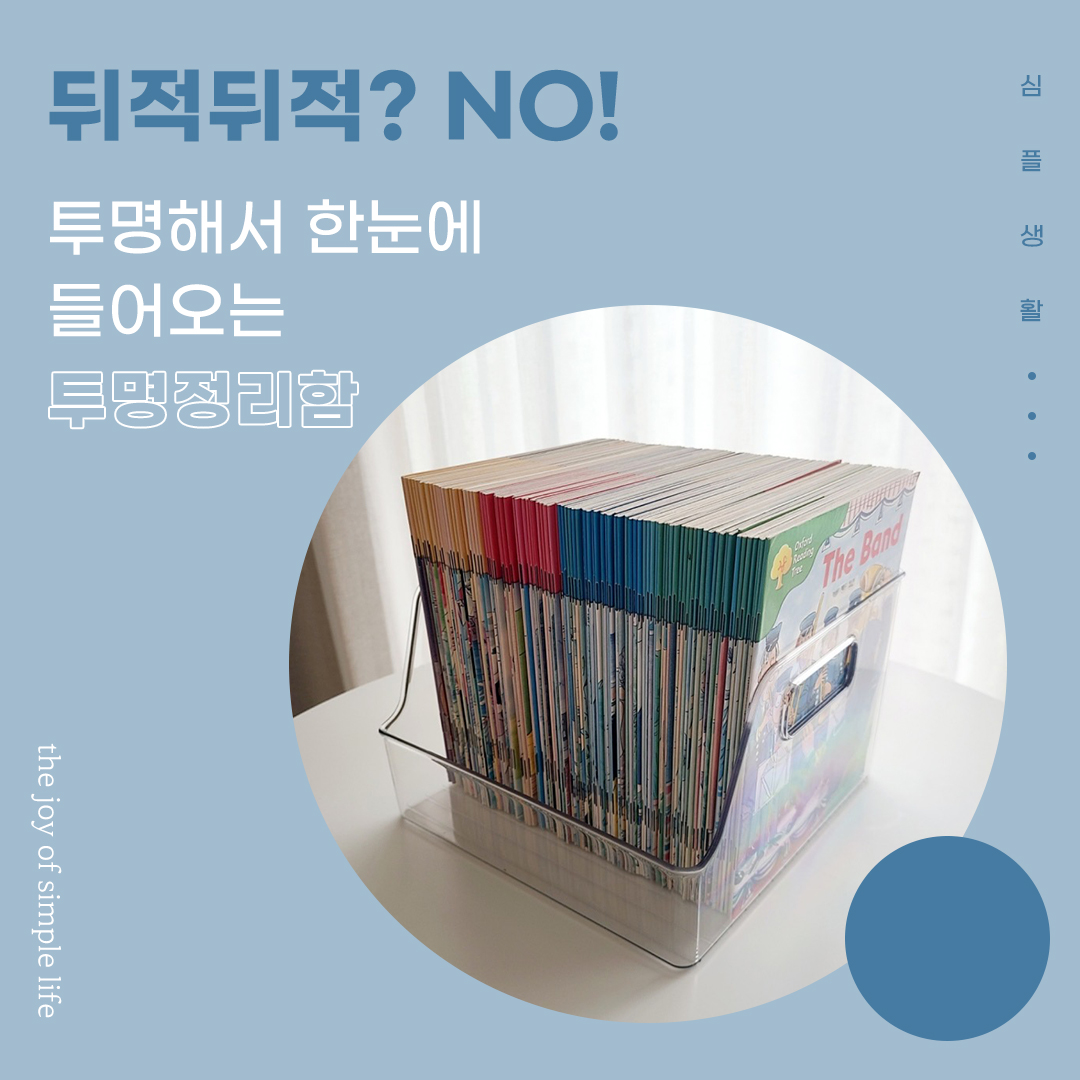 뒤적뒤적? NO!
투명해서 한눈에
들어오는
투명정리함
심플생활
Oxford
Reading
Tree
The Band
the joy of simple life